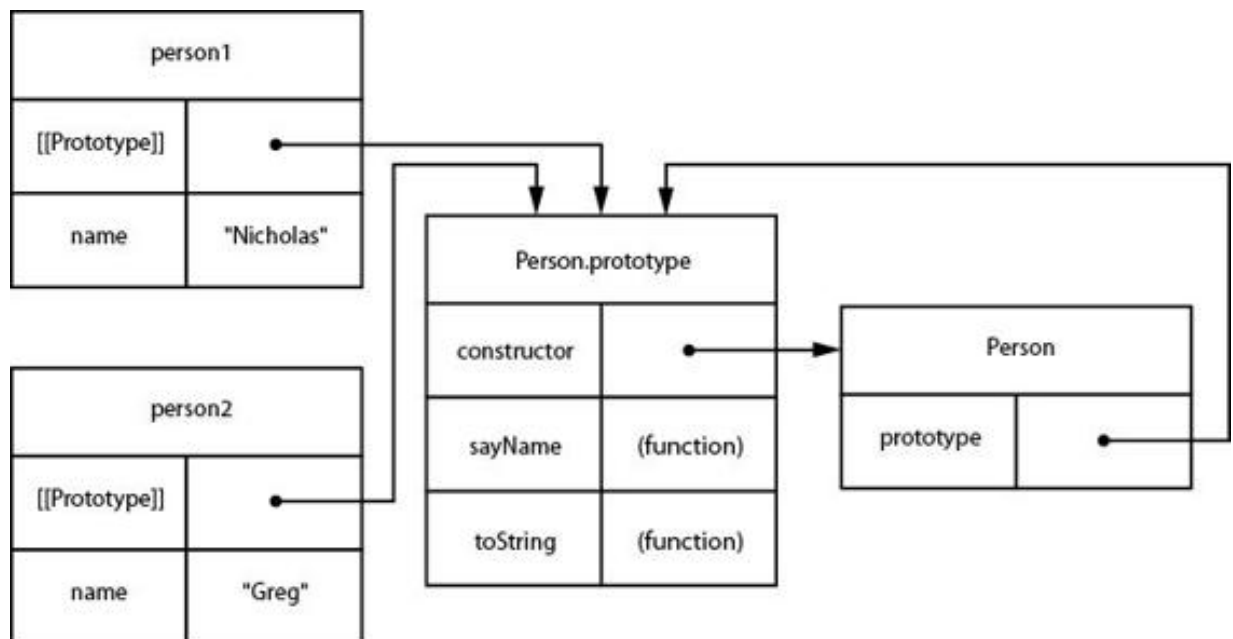 person1
[[Prototype]]
name "Nicholas"
person2
[[Prototype]]
name "Greg"
Person.prototype
constructor
sayName (function)
toString (function)
Person
prototype